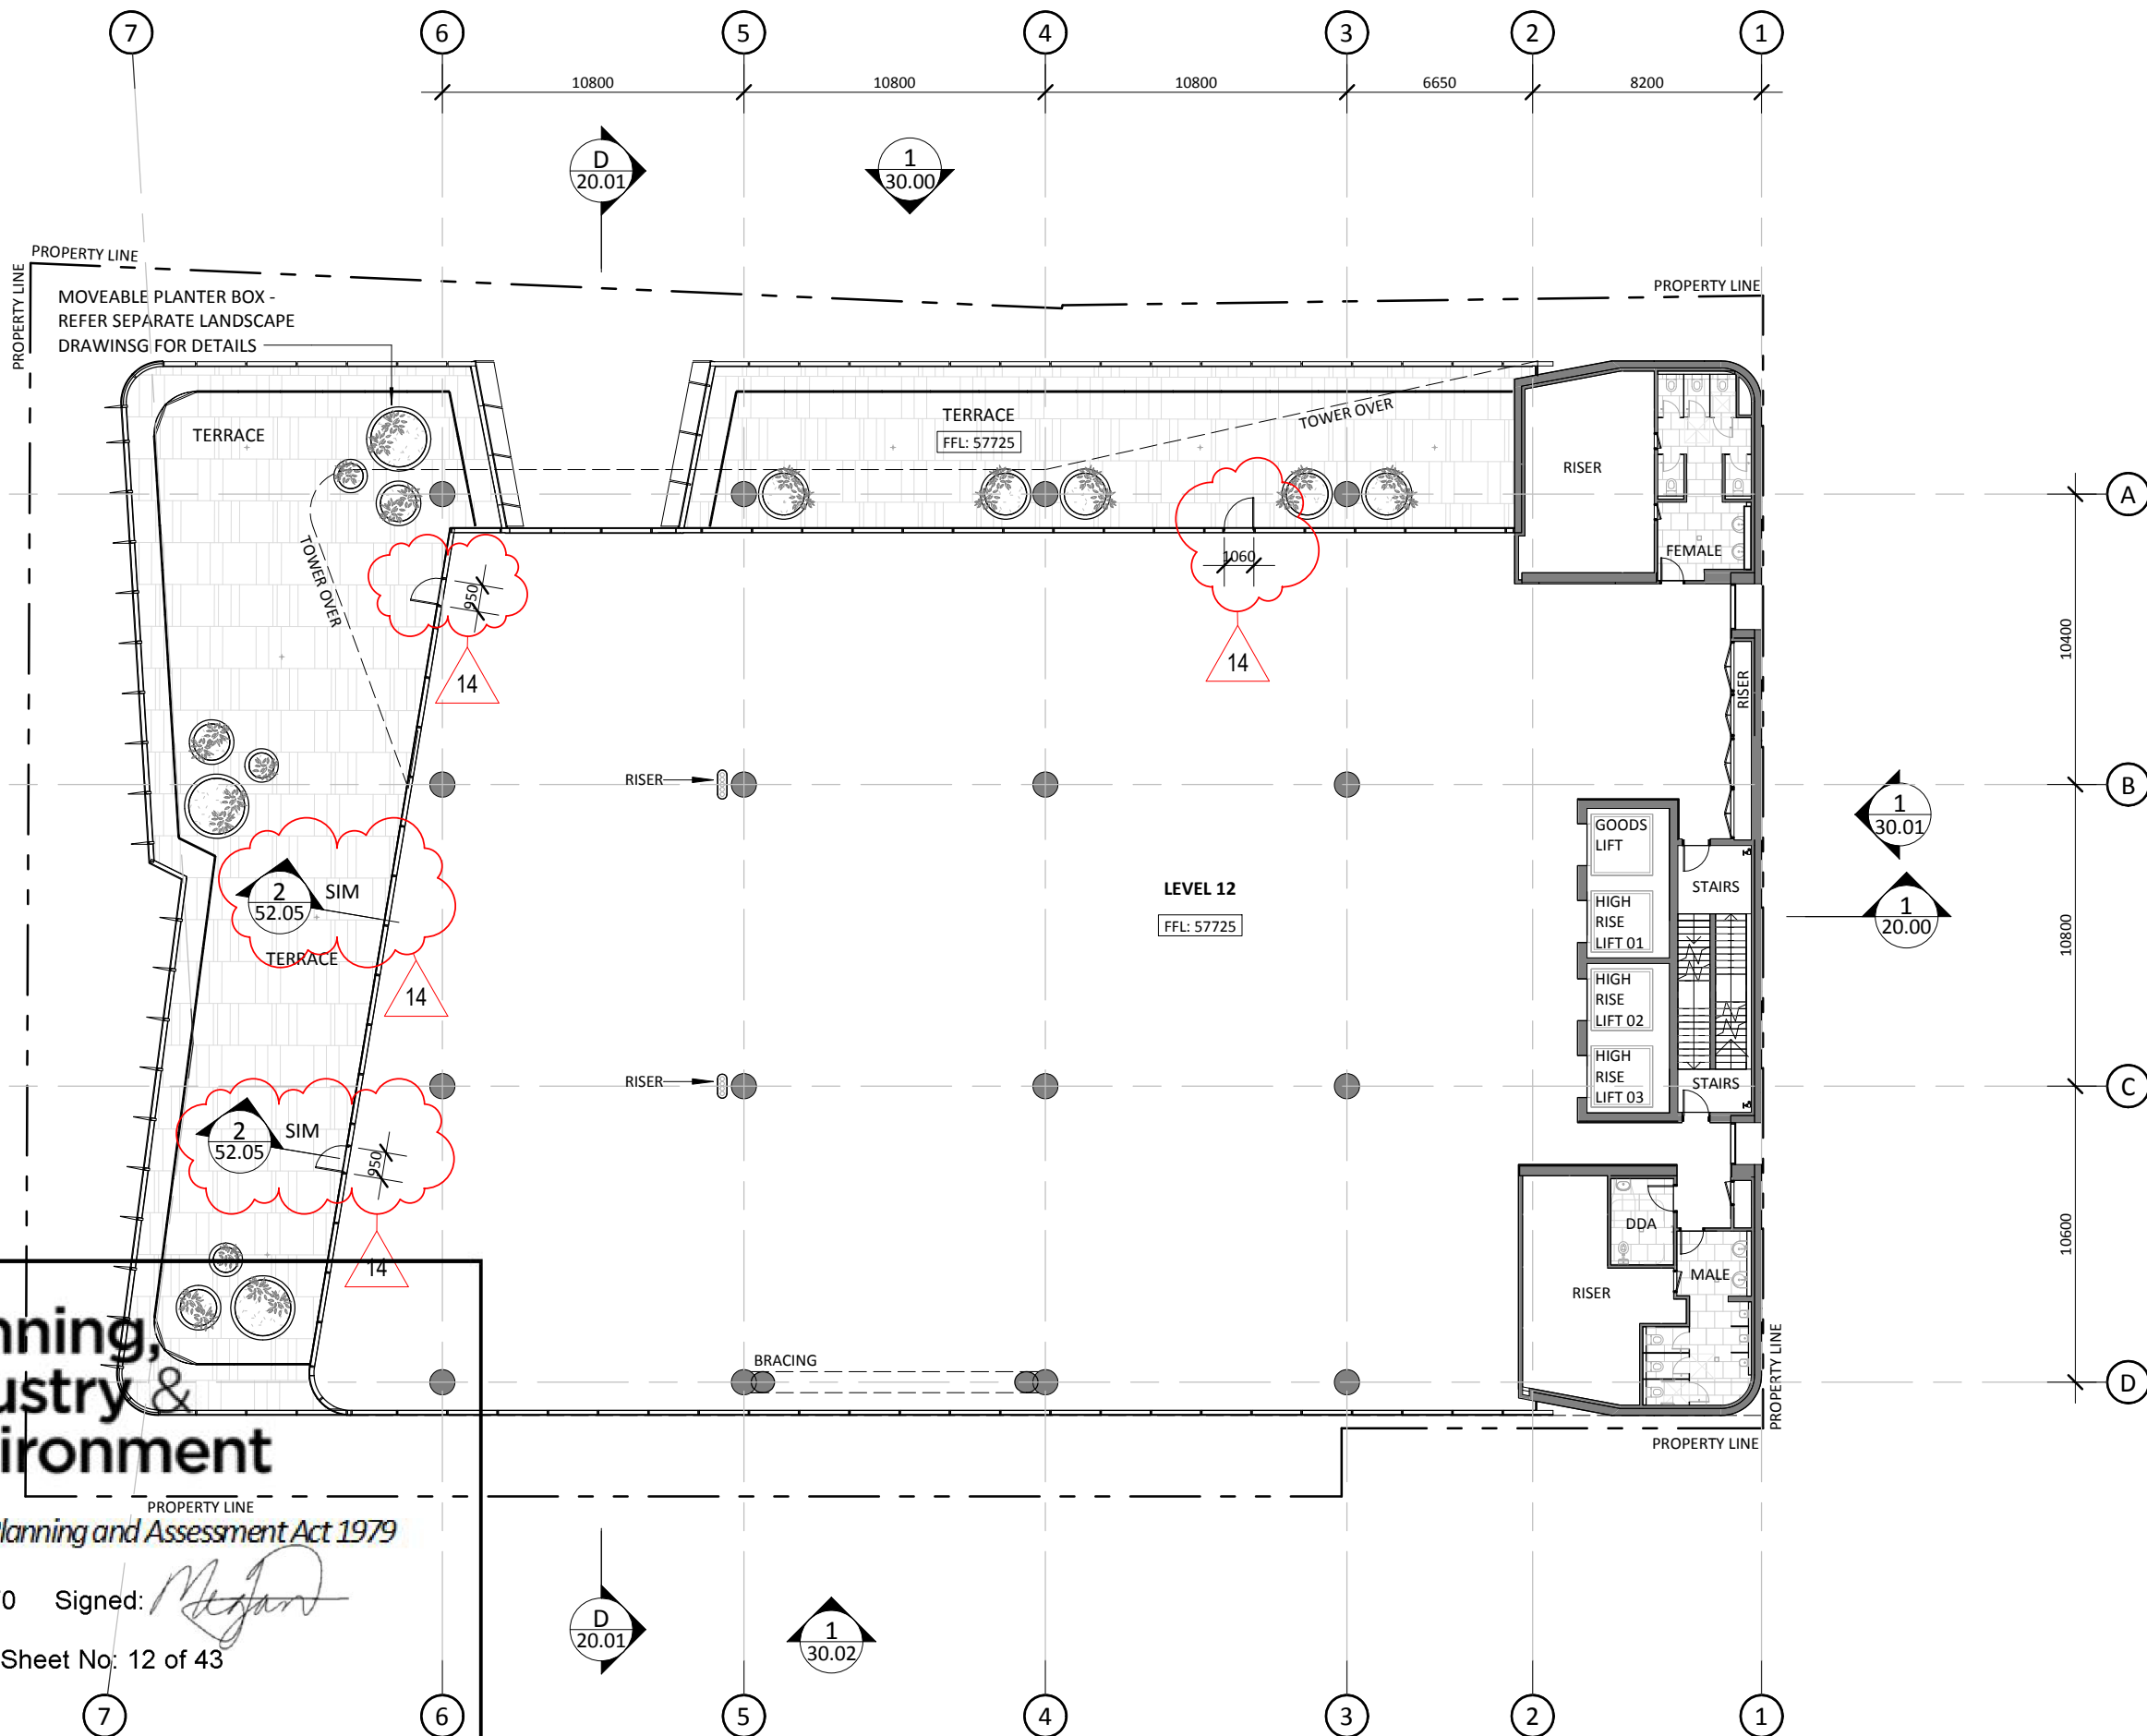 7
6
5
4
3
2
1
10800
10800
10800
6650
8200
D
20.01
1
30.00
PROPERTY LINE
PROPERTY LINE
PROPERTY LINE
MOVEABLE PLANTER BOX -
REFER SEPARATE LANDSCAPE
DRAWINSG FOR DETAILS
TERRACE
TERRACE
FFL: 57725
TOWER OVER
RISER
A
FEMALE
TOWER OVER
950
1060
14
14
10400
RISER
RISER
B
GOODS
LIFT
1
30.01
2
52.05
SIM
LEVEL 12
FFL: 57725
STAIRS
HIGH
RISE
LIFT 01
1
20.00
TERRACE
14
10800
HIGH
RISE
LIFT 02
RISER
HIGH
RISE
LIFT 03
STAIRS
C
2
52.05
SIM
950
DDA
10600
14
MALE
RISER
BRACING
D
PROPERTY LINE
PROPERTY LINE
nning,
ustry &
ironment
PROPERTY LINE
lanning and Assessment Act 1979
0 Signed:
D
20.01
1
30.02
Sheet No: 12 of 43
7
6
5
4
3
2
1